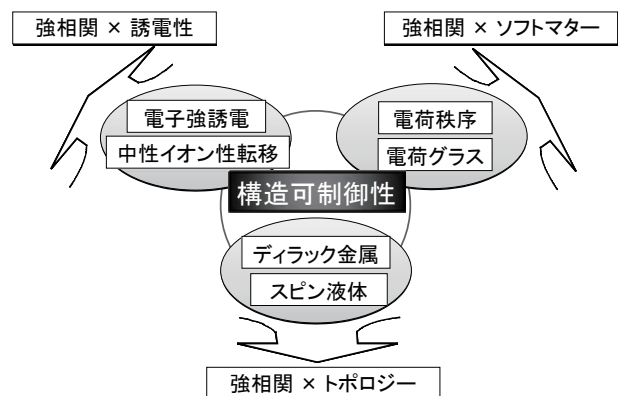 強相関 × 誘電性
強相関 × ソフトマター
電子強誘電
中性イオン性転移
電荷秩序
電荷グラス
構造可制御性
ディラック金属
スピン液体
強相関 × トポロジー